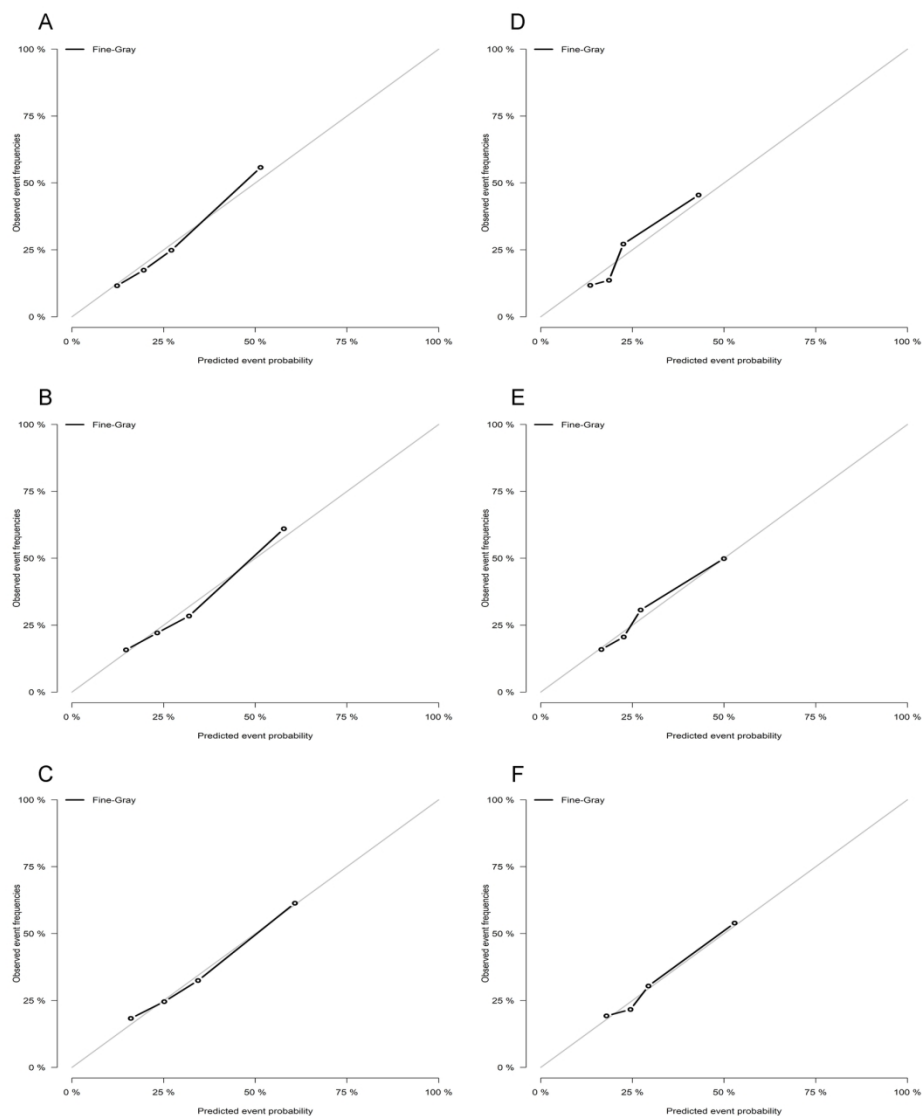 A
Fine-Gray
100 %
75 %
50 %
25 %
0 %
Observed event frequencies
0 %
25 %
50 %
75 %
100 %
Predicted event probability
D
Fine-Gray
100 %
75 %
50 %
25 %
0 %
Observed event frequencies
0 %
25 %
50 %
75 %
100 %
Predicted event probability
B
Fine-Gray
100 %
75 %
50 %
25 %
0 %
Observed event frequencies
0 %
25 %
50 %
75 %
100 %
Predicted event probability
E
Fine-Gray
100 %
75 %
50 %
25 %
0 %
Observed event frequencies
0 %
25 %
50 %
75 %
100 %
Predicted event probability
C
Fine-Gray
100 %
75 %
50 %
25 %
0 %
Observed event frequencies
0 %
25 %
50 %
75 %
100 %
Predicted event probability
F
Fine-Gray
100 %
75 %
50 %
25 %
0 %
Observed event frequencies
0 %
25 %
50 %
75 %
100 %
Predicted event probability